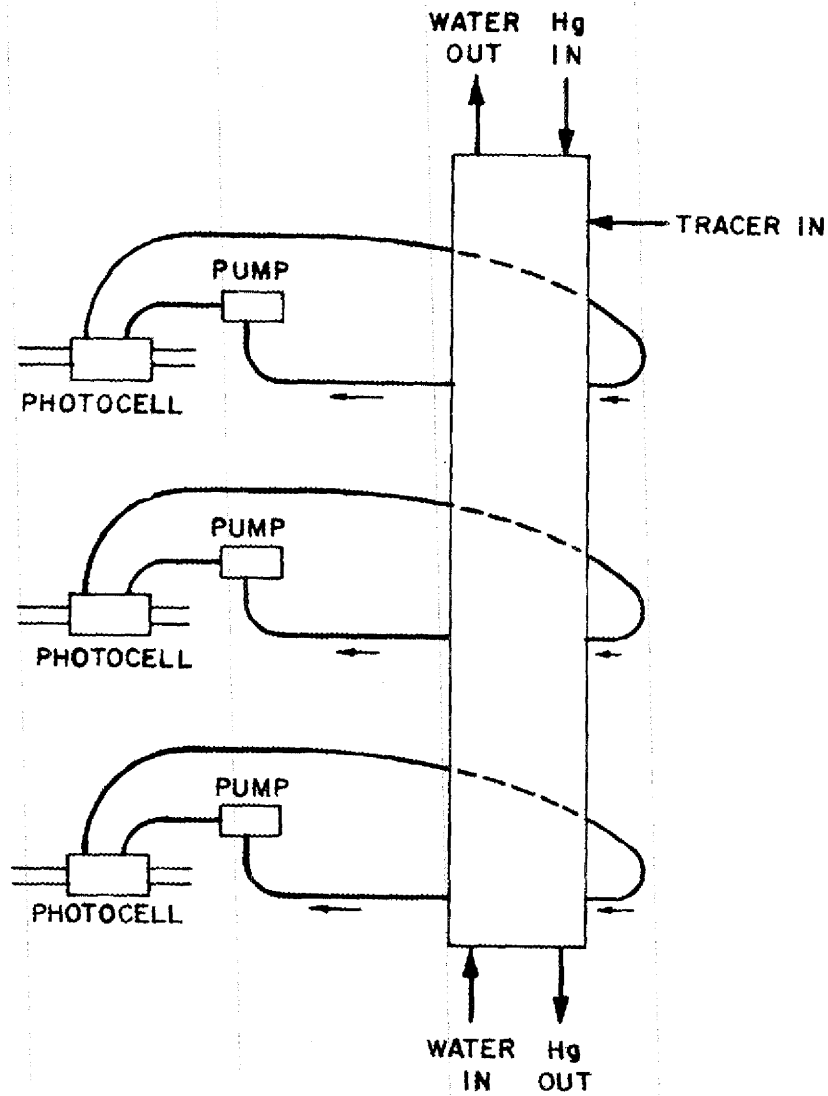 WATER Hg
OUT IN
TRACER IN
PUMP
PHOTOCELL
PUMP
PHOTOCELL
PUMP
PHOTOCELL
WATER Hg
IN OUT